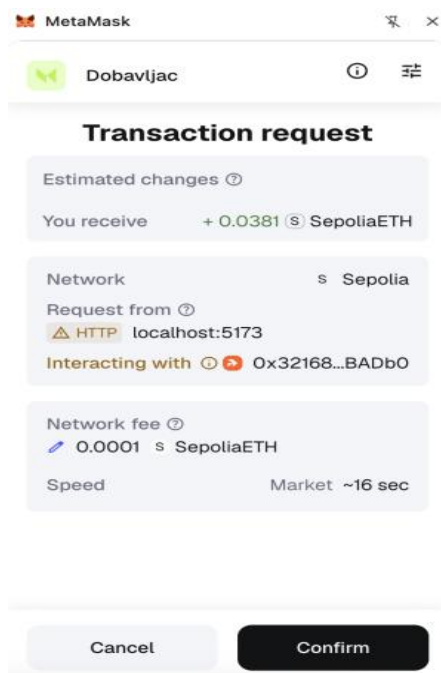 MetaMask
Dobavljac
Transaction request
Estimated changes
You receive + 0.0381 S SepoliaETH
Network S Sepolia
Request from
HTTP localhost:5173
Interacting with 0x32168...BADb0
Network fee
0.0001 S SepoliaETH
Speed Market ~16 sec
Cancel Confirm